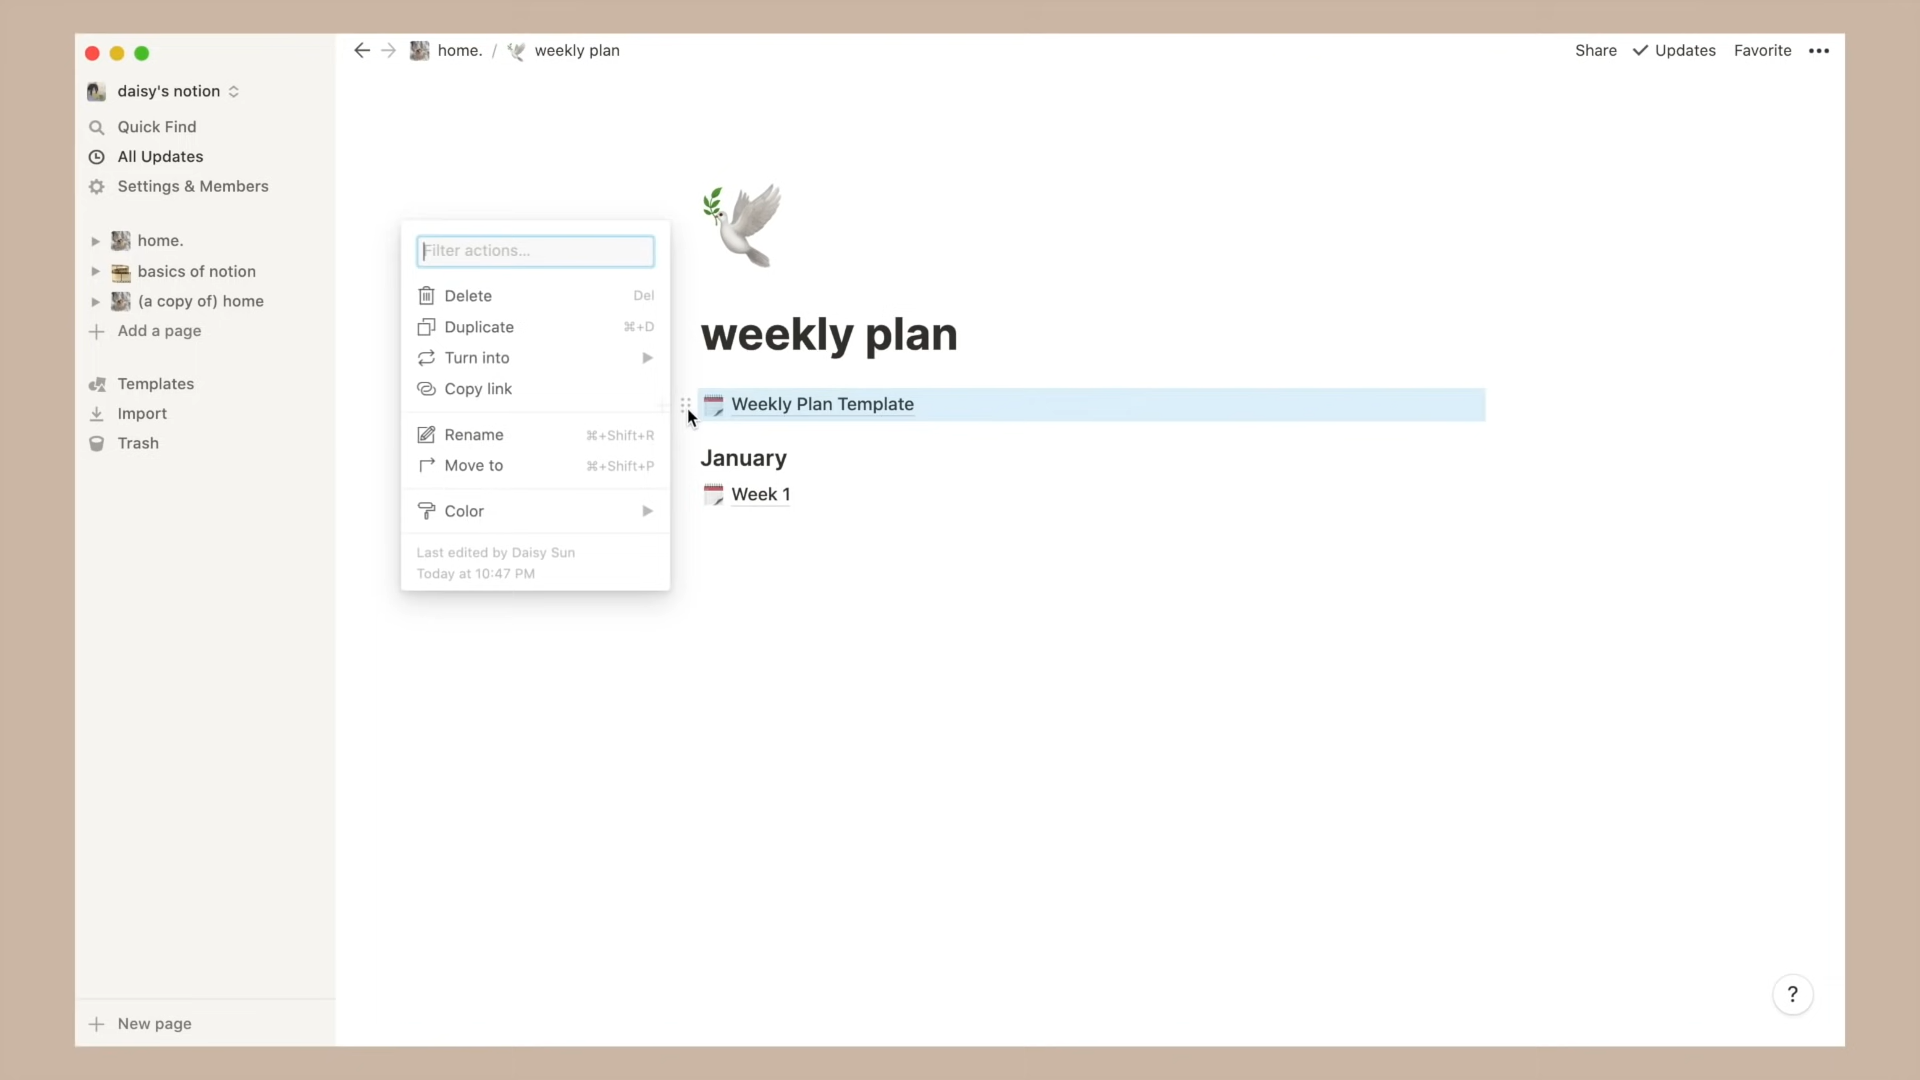 home. / weekly plan
Share Updates Favorite •••
daisy's notion
Quick Find
All Updates
Settings & Members
home.
basics of notion
(a copy of) home
Add a page
Templates
Import
Trash
New page
Filter actions...
Delete Del
Duplicate ⌘+D
Turn into
Copy link
Rename ⌘+Shift+R
Move to ⌘+Shift+P
Color
Last edited by Daisy Sun
Today at 10:47 PM
weekly plan
Weekly Plan Template
January
Week 1
?